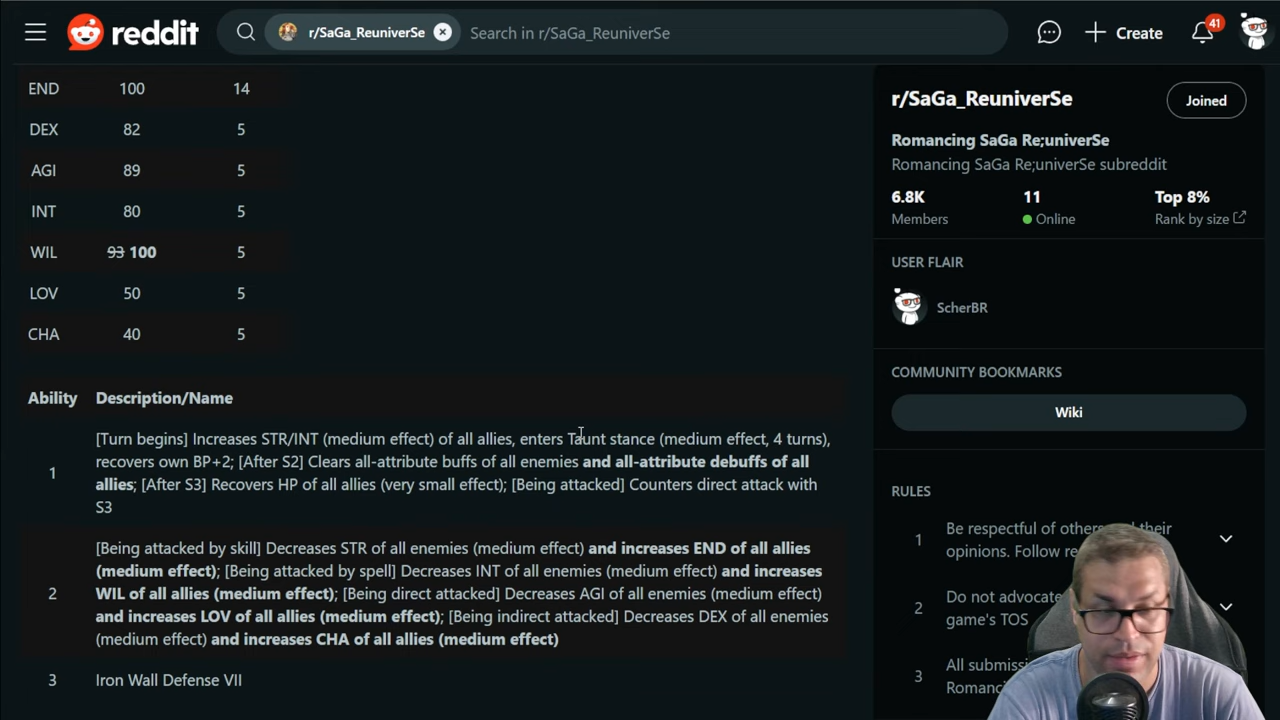 reddit
r/SaGa_ReuniverSe
Search in r/SaGa_ReuniverSe
Create
41
END 100 14
DEX 82 5
AGI 89 5
INT 80 5
WIL 93 100 5
LOV 50 5
CHA 40 5
Ability Description/Name
1
[Turn begins] Increases STR/INT (medium effect) of all allies, enters Taunt stance (medium effect, 4 turns),
recovers own BP+2; [After S2] Clears all-attribute buffs of all enemies and all-attribute debuffs of all
allies; [After S3] Recovers HP of all allies (very small effect); [Being attacked] Counters direct attack with
S3
2
[Being attacked by skill] Decreases STR of all enemies (medium effect) and increases END of all allies
(medium effect); [Being attacked by spell] Decreases INT of all enemies (medium effect) and increases
WIL of all allies (medium effect); [Being direct attacked] Decreases AGI of all enemies (medium effect)
and increases LOV of all allies (medium effect); [Being indirect attacked] Decreases DEX of all enemies
(medium effect) and increases CHA of all allies (medium effect)
3 Iron Wall Defense VII
r/SaGa_ReuniverSe
Joined
Romancing SaGa Re;univerSe
Romancing SaGa Re;univerSe subreddit
6.8K 11 Top 8%
Members Online Rank by size
USER FLAIR
ScherBR
COMMUNITY BOOKMARKS
Wiki
RULES
1 Be respectful of others and their
opinions. Follow
2 Do not advocate
game's TOS
3 All